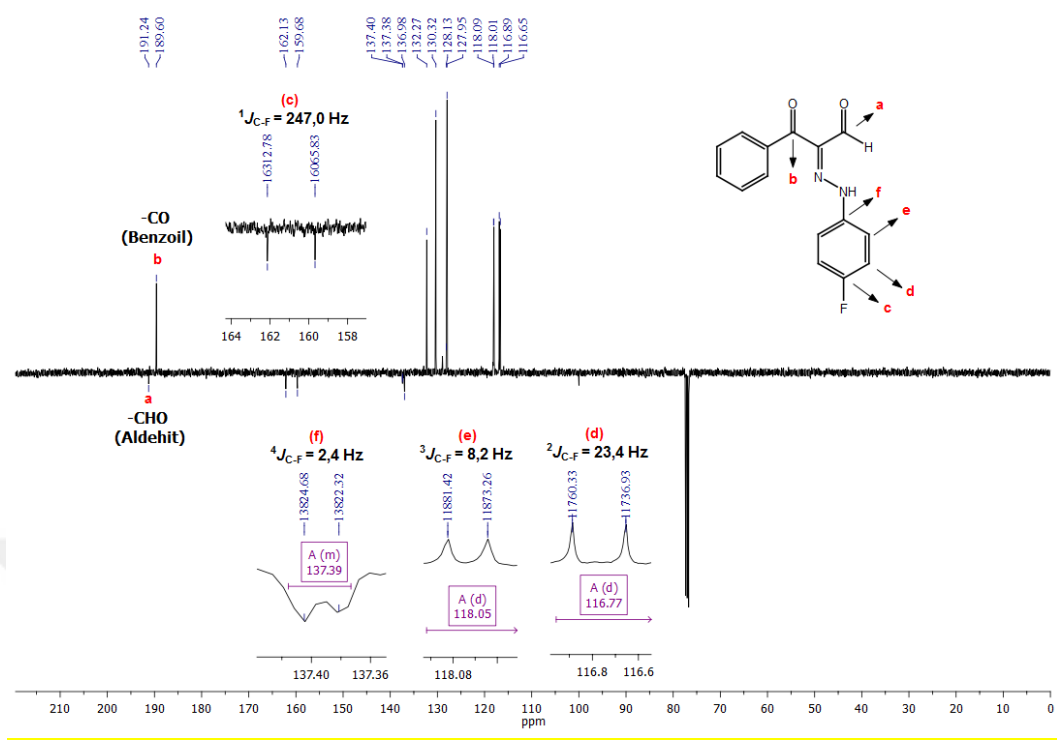 191.24
189.60
162.13
159.68
137.40
137.38
136.98
132.27
130.32
128.13
127.95
118.09
118.01
116.89
116.65
(c)
¹J_C-F = 247,0 Hz
16312.78
16065.83
164 162 160 158
-CO
(Benzoil)
b
a
-CHO
(Aldehit)
O O a
H
b N
NH f
e
d
F c
(f)
⁴J_C-F = 2,4 Hz
13824.68
13822.32
A (m)
137.39
137.40 137.36
(e)
³J_C-F = 8,2 Hz
11881.42
11873.26
A (d)
118.05
118.08
(d)
²J_C-F = 23,4 Hz
11760.33
11736.93
A (d)
116.77
116.8 116.6
210 200 190 180 170 160 150 140 130 120 110 100 90 80 70 60 50 40 30 20 10 0
ppm